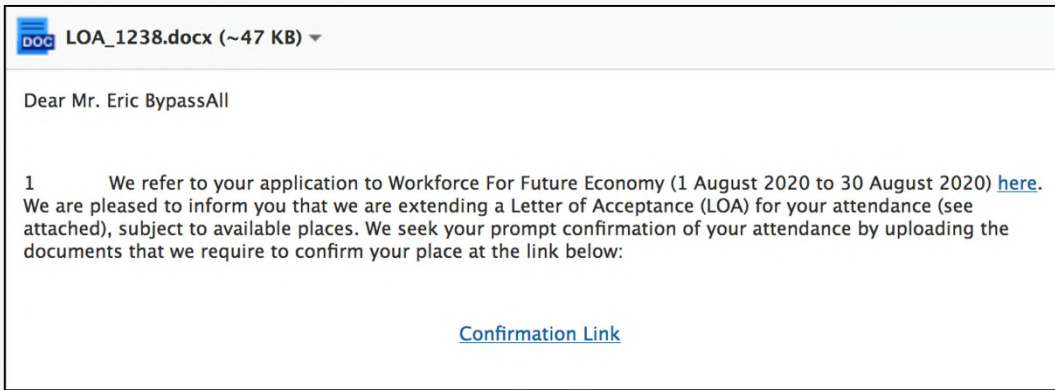 DOC LOA_1238.docx (~47 KB)
Dear Mr. Eric BypassAll
1 We refer to your application to Workforce For Future Economy (1 August 2020 to 30 August 2020) here.
We are pleased to inform you that we are extending a Letter of Acceptance (LOA) for your attendance (see
attached), subject to available places. We seek your prompt confirmation of your attendance by uploading the
documents that we require to confirm your place at the link below:
Confirmation Link